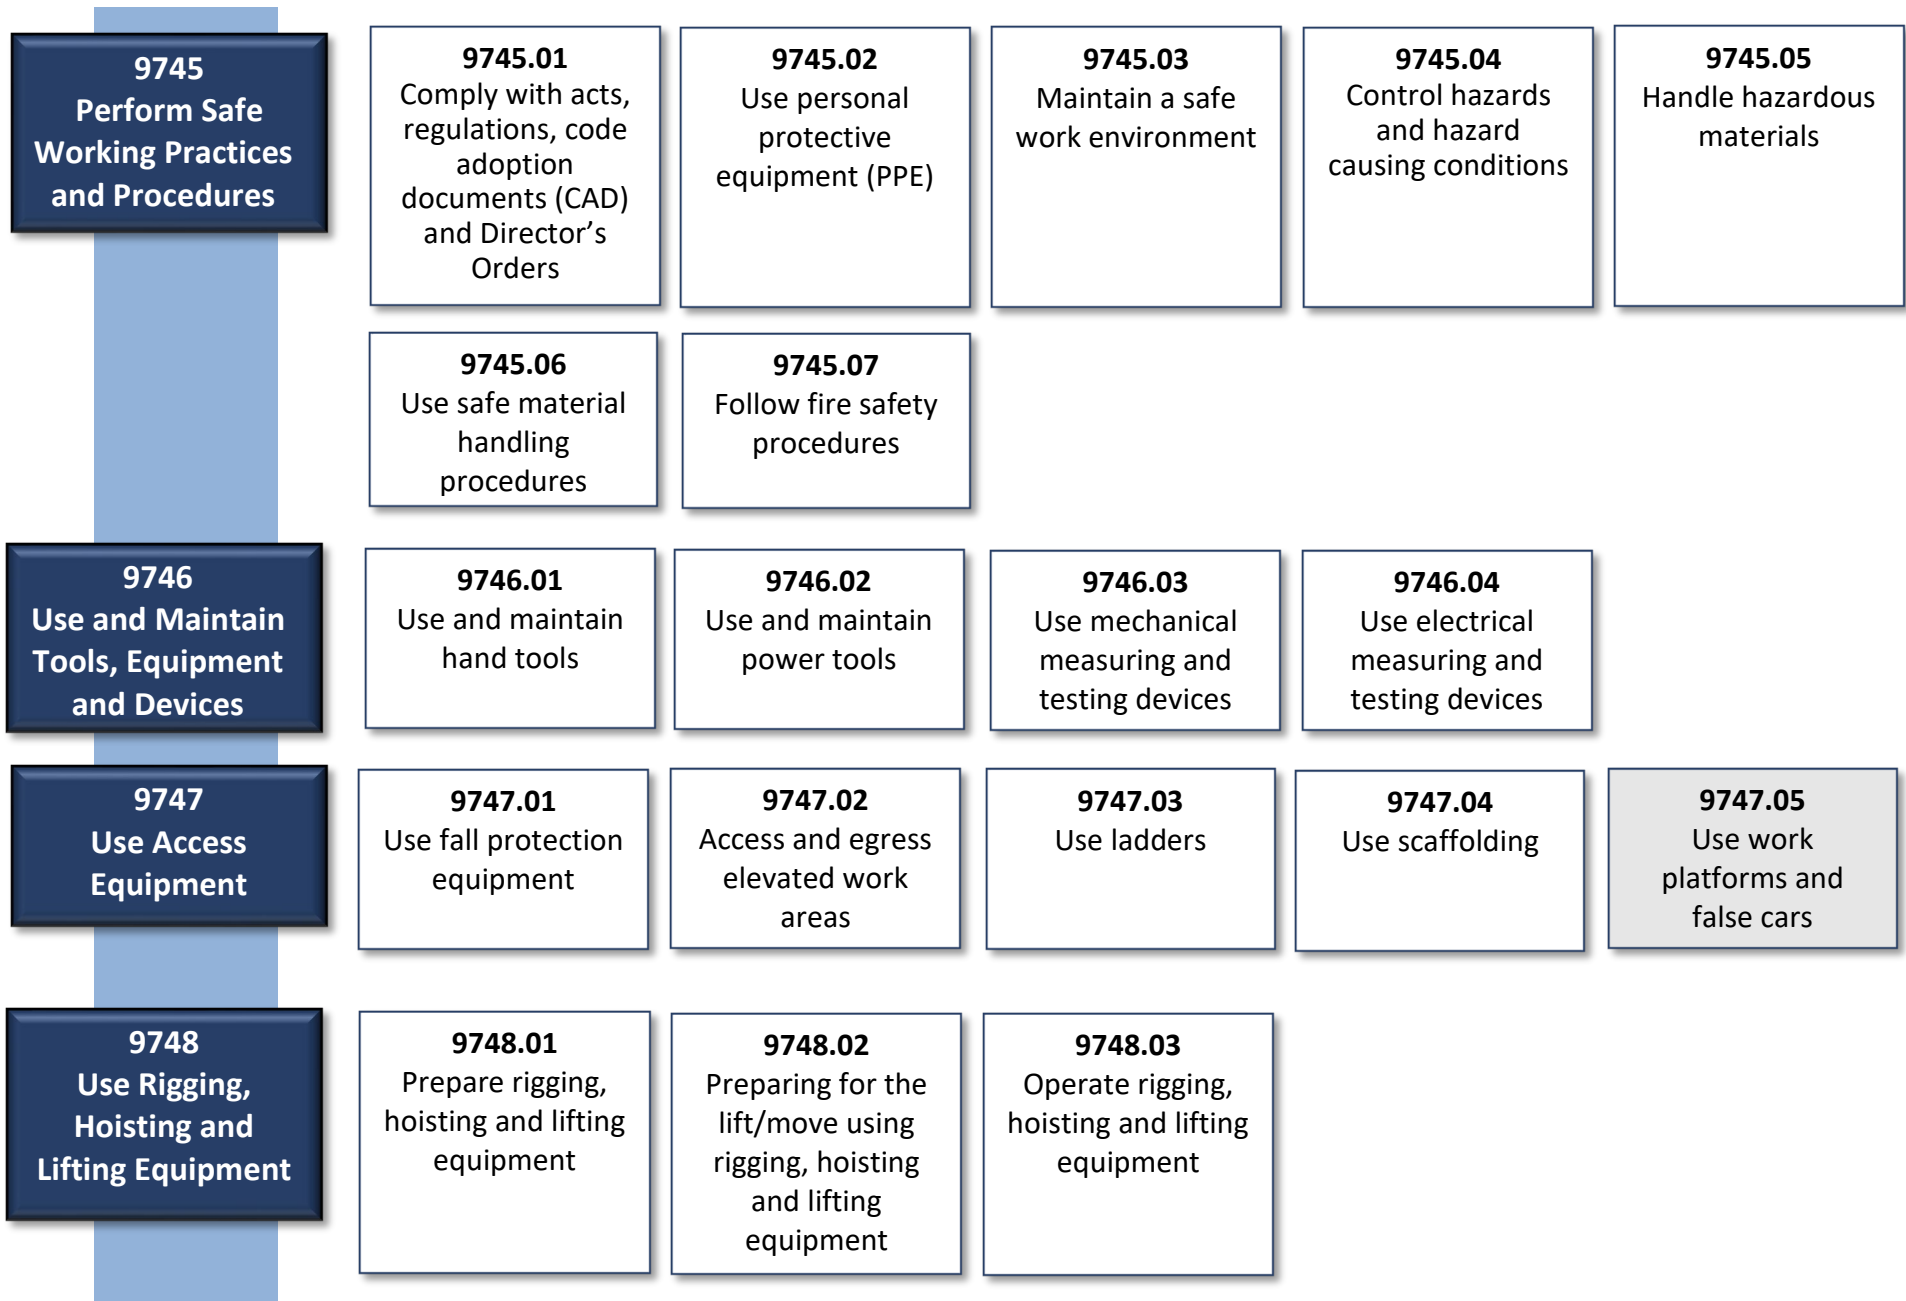 9745
Perform Safe
Working Practices
and Procedures
9745.01
Comply with acts,
regulations, code
adoption
documents (CAD)
and Director’s
Orders
9745.02
Use personal
protective
equipment (PPE)
9745.03
Maintain a safe
work environment
9745.04
Control hazards
and hazard
causing conditions
9745.05
Handle hazardous
materials
9745.06
Use safe material
handling
procedures
9745.07
Follow fire safety
procedures
9746
Use and Maintain
Tools, Equipment
and Devices
9746.01
Use and maintain
hand tools
9746.02
Use and maintain
power tools
9746.03
Use mechanical
measuring and
testing devices
9746.04
Use electrical
measuring and
testing devices
9747
Use Access
Equipment
9747.01
Use fall protection
equipment
9747.02
Access and egress
elevated work
areas
9747.03
Use ladders
9747.04
Use scaffolding
9747.05
Use work
platforms and
false cars
9748
Use Rigging,
Hoisting and
Lifting Equipment
9748.01
Prepare rigging,
hoisting and lifting
equipment
9748.02
Preparing for the
lift/move using
rigging, hoisting
and lifting
equipment
9748.03
Operate rigging,
hoisting and lifting
equipment